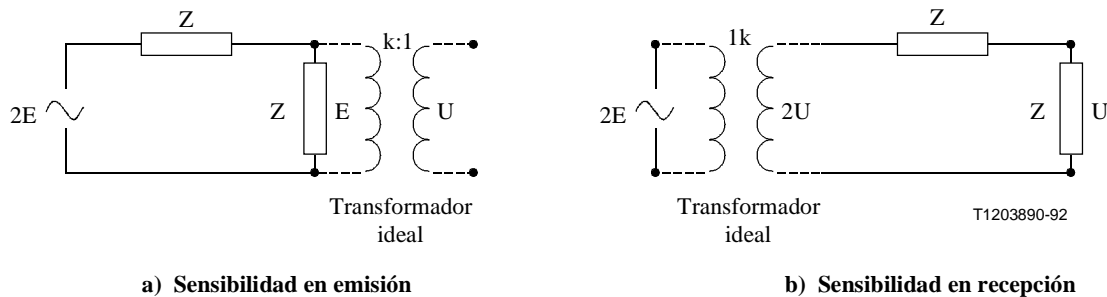 Z
k:1
2E
Z
E
U
Transformador
ideal
a) Sensibilidad en emisión
Z
1k
2E
2U
Z
U
Transformador
ideal
T1203890-92
b) Sensibilidad en recepción